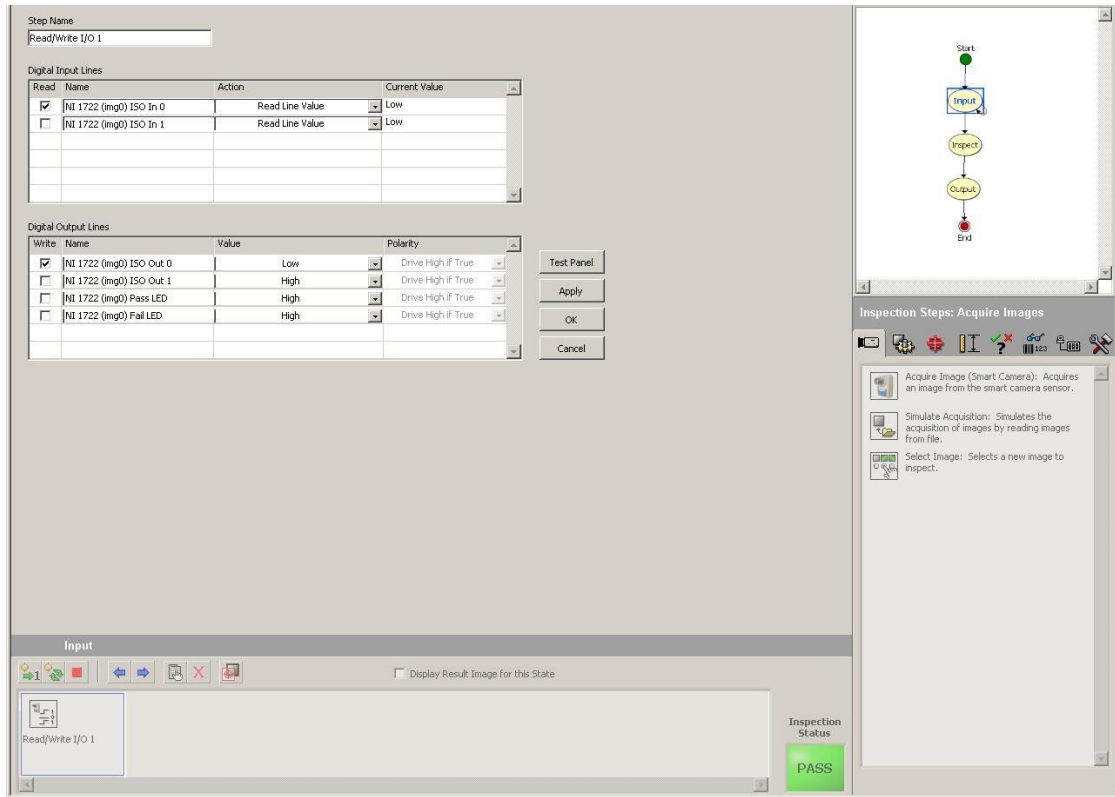 Step Name
Read/Write I/O 1
Digital Input Lines
Read Name Action Current Value
NI 1722 (img0) ISO In 0 Read Line Value Low
NI 1722 (img0) ISO In 1 Read Line Value Low
Digital Output Lines
Write Name Value Polarity
NI 1722 (img0) ISO Out 0 Low Drive High if True
NI 1722 (img0) ISO Out 1 High Drive High if True
NI 1722 (img0) Pass LED High Drive High if True
NI 1722 (img0) Fail LED High Drive High if True
Test Panel
Apply
OK
Cancel
Start
Input
Inspect
Output
End
Inspection Steps: Acquire Images
Acquire Image (Smart Camera): Acquires
an image from the smart camera sensor.
Simulate Acquisition: Simulates the
acquisition of images by reading images
from file.
Select Image: Selects a new image to
inspect.
Input
Display Result Image for this State
Read/Write I/O 1
Inspection
Status
PASS